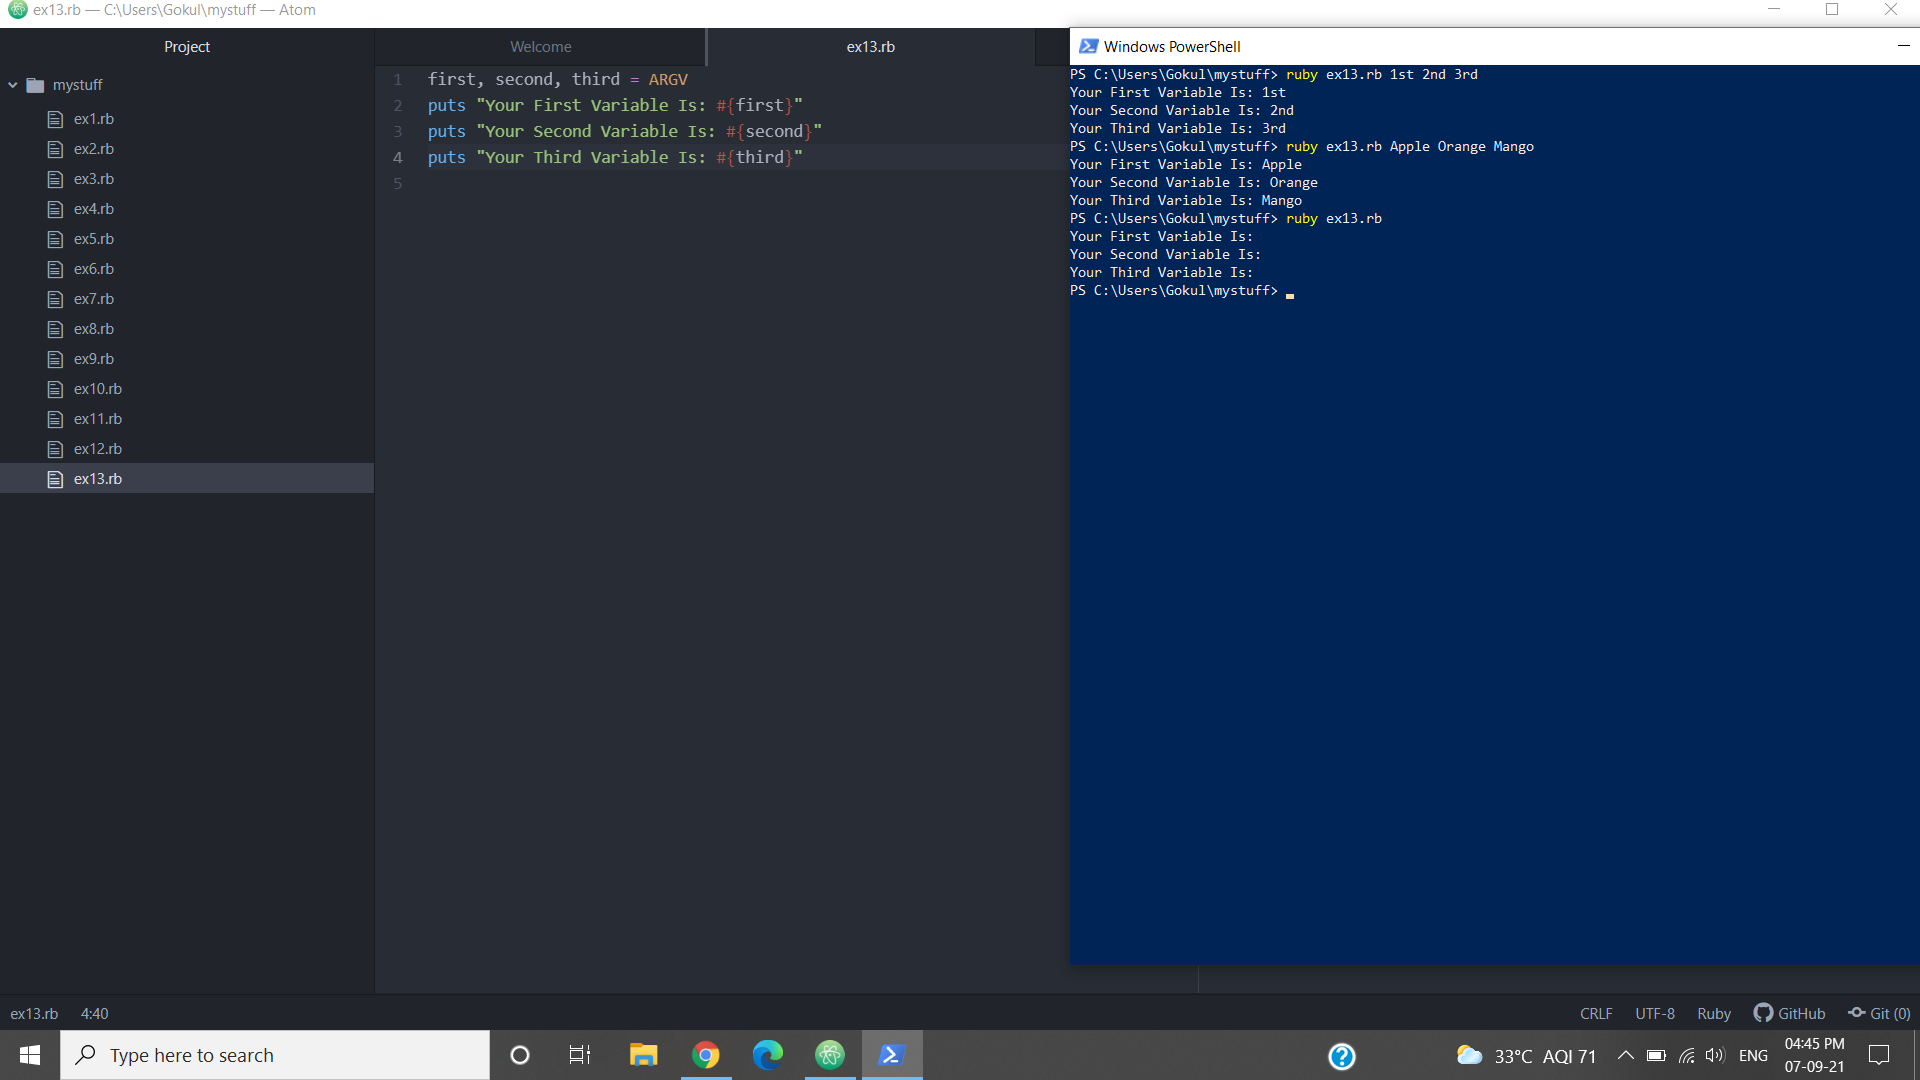 ex13.rb — C:\Users\Gokul\mystuff — Atom
Project
mystuff
ex1.rb
ex2.rb
ex3.rb
ex4.rb
ex5.rb
ex6.rb
ex7.rb
ex8.rb
ex9.rb
ex10.rb
ex11.rb
ex12.rb
ex13.rb
Welcome
ex13.rb
1 first, second, third = ARGV
2 puts "Your First Variable Is: #{first}"
3 puts "Your Second Variable Is: #{second}"
4 puts "Your Third Variable Is: #{third}"
5
Windows PowerShell
PS C:\Users\Gokul\mystuff> ruby ex13.rb 1st 2nd 3rd
Your First Variable Is: 1st
Your Second Variable Is: 2nd
Your Third Variable Is: 3rd
PS C:\Users\Gokul\mystuff> ruby ex13.rb Apple Orange Mango
Your First Variable Is: Apple
Your Second Variable Is: Orange
Your Third Variable Is: Mango
PS C:\Users\Gokul\mystuff> ruby ex13.rb
Your First Variable Is:
Your Second Variable Is:
Your Third Variable Is:
PS C:\Users\Gokul\mystuff>
ex13.rb 4:40
CRLF UTF-8 Ruby GitHub Git (0)
Type here to search
33°C AQI 71
ENG
04:45 PM
07-09-21